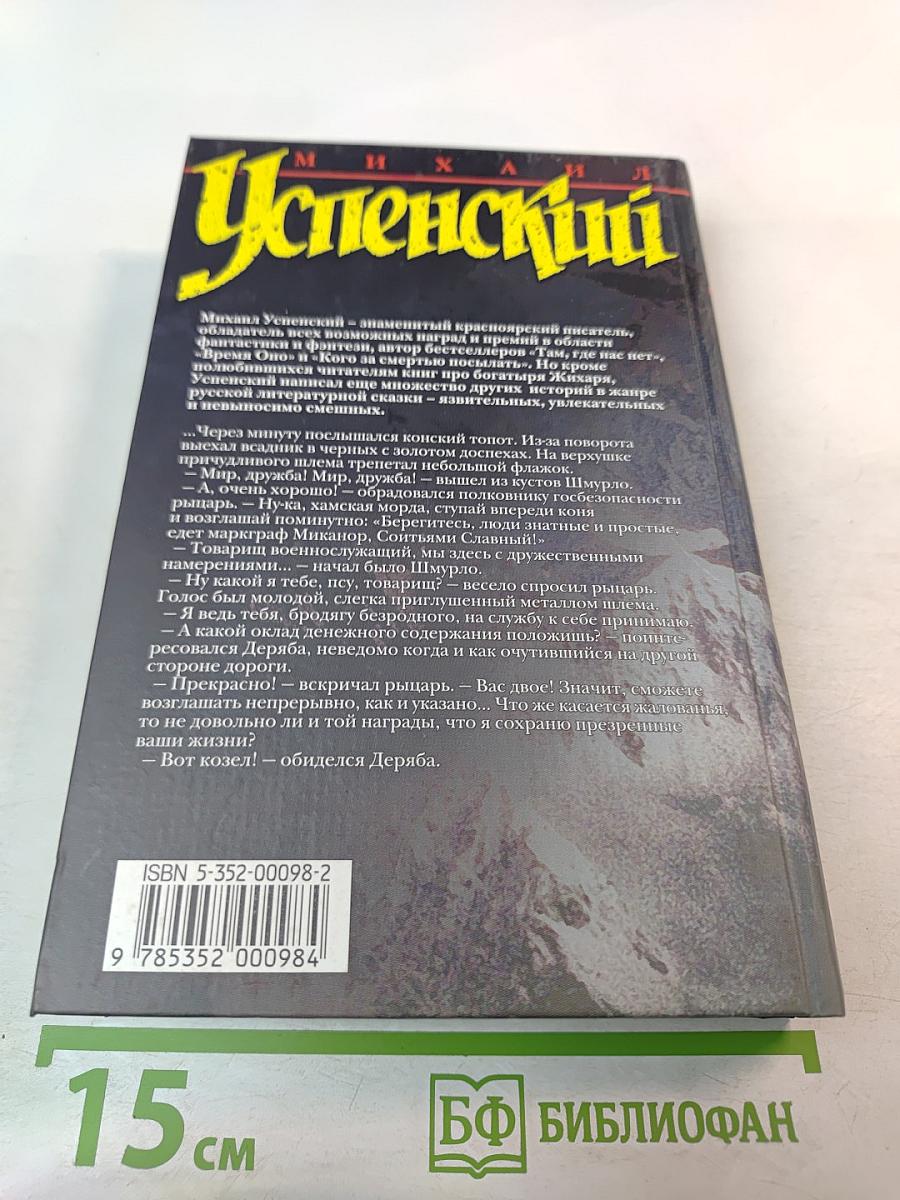 МИХАИЛ
Успенский
Михаил Успенский – знаменитый красноярский писатель,
обладатель всех возможных наград и премий в области
фантастики и фэнтези, автор бестселлеров «Там, где нас нет»,
«Время Оно» и «Кого за смертью посылать». Но кроме
полюбившихся читателям книг про богатыря Жихаря,
Успенский написал еще множество других историй в жанре
русской литературной сказки – язвительных, увлекательных
и невыносимо смешных.
...Через минуту послышался конский топот. Из-за поворота
выехал всадник в черных с золотом доспехах. На верхушке
причудливого шлема трепетал небольшой флажок.
— Мир, дружба! Мир, дружба! — вышел из кустов Шмурло.
— А, очень хорошо! — обрадовался полковнику госбезопасности
рыцарь. — Ну-ка, хамская морда, ступай впереди коня
и возглашай поминутно: «Берегитесь, люди знатные и простые,
едет маркграф Миканор, Соитьями Славный!»
— Товарищ военнослужащий, мы здесь с дружественными
намерениями... — начал было Шмурло.
— Ну какой я тебе, псу, товарищ? — весело спросил рыцарь.
Голос был молодой, слегка приглушенный металлом шлема.
— Я ведь тебя, бродягу безродного, на службу к себе принимаю.
— А какой оклад денежного содержания положишь? — поинте-
ресовался Деряба, неведомо когда и как очутившийся на другой
стороне дороги.
— Прекрасно! — вскричал рыцарь. — Вас двое! Значит, сможете
возглашать непрерывно, как и указано... Что же касается жалованья,
то не довольно ли и той награды, что я сохраню презренные
ваши жизни?
— Вот козел! — обиделся Деряба.
ISBN 5-352-00098-2
9 785352 000984
15 см
БФ БИБЛИОФАН